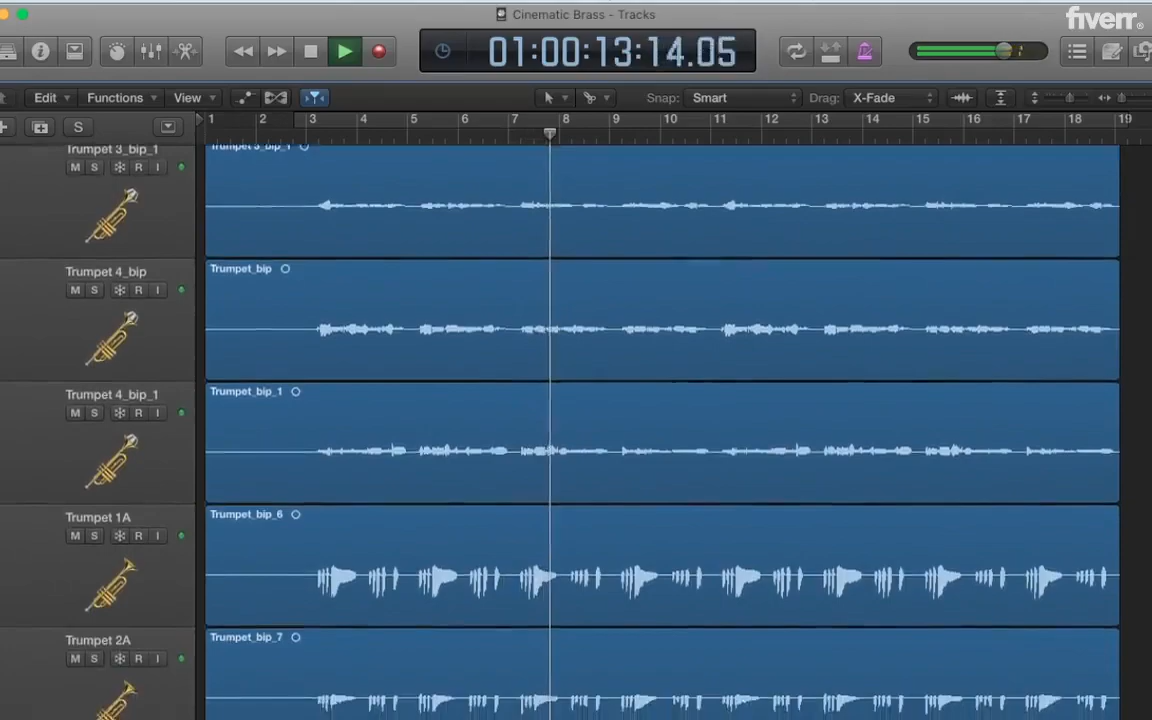 Cinematic Brass - Tracks
fiverr®
01:00:13:14.05
Edit Functions View Snap: Smart Drag: X-Fade
S
1 2 3 4 5 6 7 8 9 10 11 12 13 14 15 16 17 18 19
Trumpet 3_bip_1
Trumpet 3_bip_1
M S R I
Trumpet 4_bip
Trumpet_bip
M S R I
Trumpet 4_bip_1
Trumpet_bip_1
M S R I
Trumpet 1A
Trumpet_bip_6
M S R I
Trumpet 2A
Trumpet_bip_7
M S R I